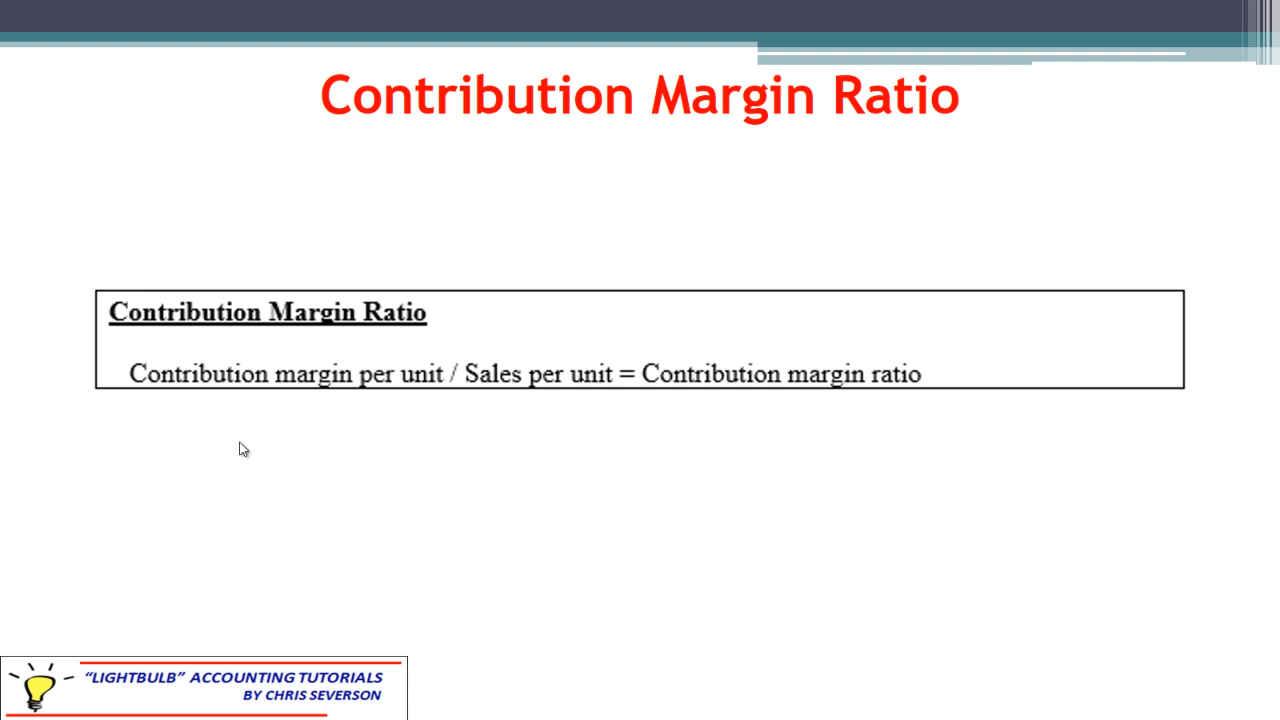 Contribution Margin Ratio
Contribution Margin Ratio
Contribution margin per unit / Sales per unit = Contribution margin ratio
“LIGHTBULB” ACCOUNTING TUTORIALS
BY CHRIS SEVERSON